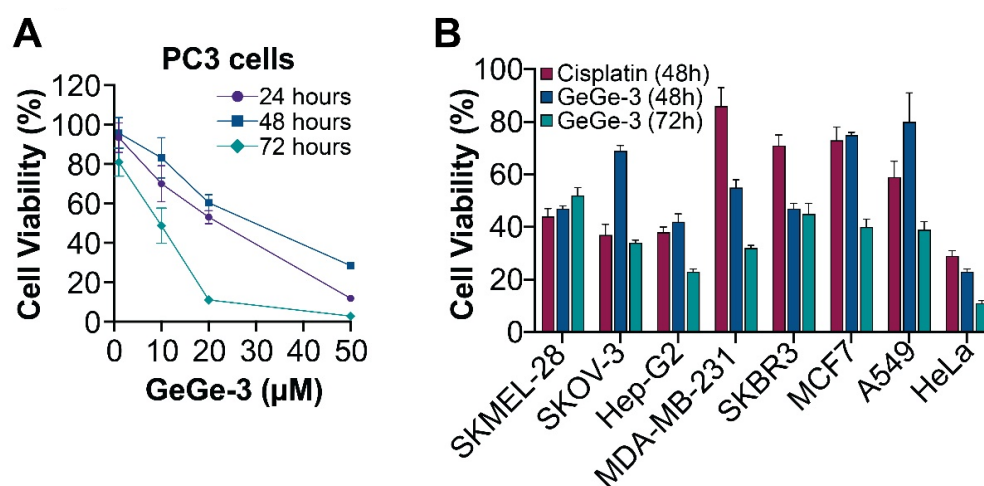 A
PC3 cells
Cell Viability (%)
120
100
80
60
40
20
0
24 hours
48 hours
72 hours
0 10 20 30 40 50
GeGe-3 (µM)
B
Cell Viability (%)
100
80
60
40
20
0
Cisplatin (48h)
GeGe-3 (48h)
GeGe-3 (72h)
SKMEL-28
SKOV-3
Hep-G2
MDA-MB-231
SKBR3
MCF7
A549
HeLa